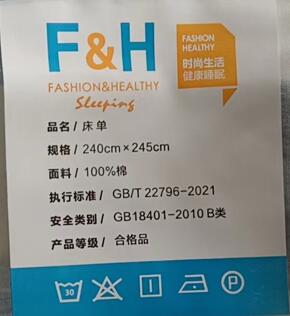 F&H
FASHION&HEALTHY
Sleeping
FASHION
HEALTHY
时尚生活
健康睡眠
品名／床单
规格／240cm×245cm
面料／100%棉
执行标准／GB/T 22796-2021
安全类别／GB18401-2010 B类
产品等级／合格品
30
P